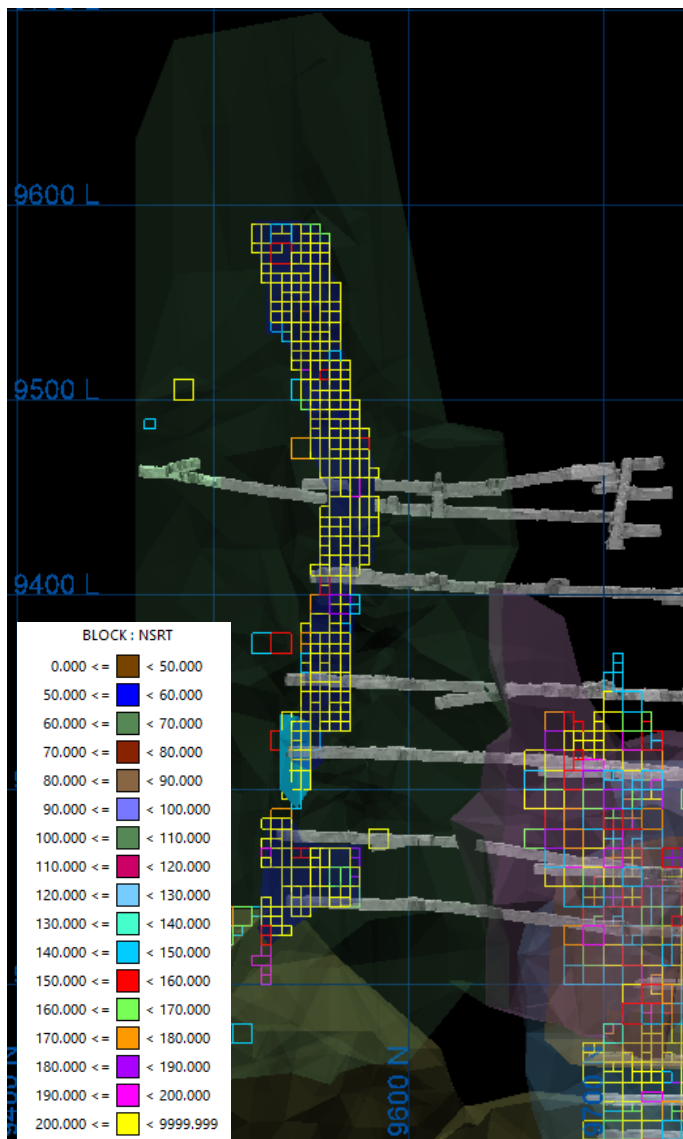 9600 L
9500 L
9400 L
BLOCK : NSRT
0.000 <= < 50.000
50.000 <= < 60.000
60.000 <= < 70.000
70.000 <= < 80.000
80.000 <= < 90.000
90.000 <= < 100.000
100.000 <= < 110.000
110.000 <= < 120.000
120.000 <= < 130.000
130.000 <= < 140.000
140.000 <= < 150.000
150.000 <= < 160.000
160.000 <= < 170.000
170.000 <= < 180.000
180.000 <= < 190.000
190.000 <= < 200.000
200.000 <= < 9999.999
9600 N